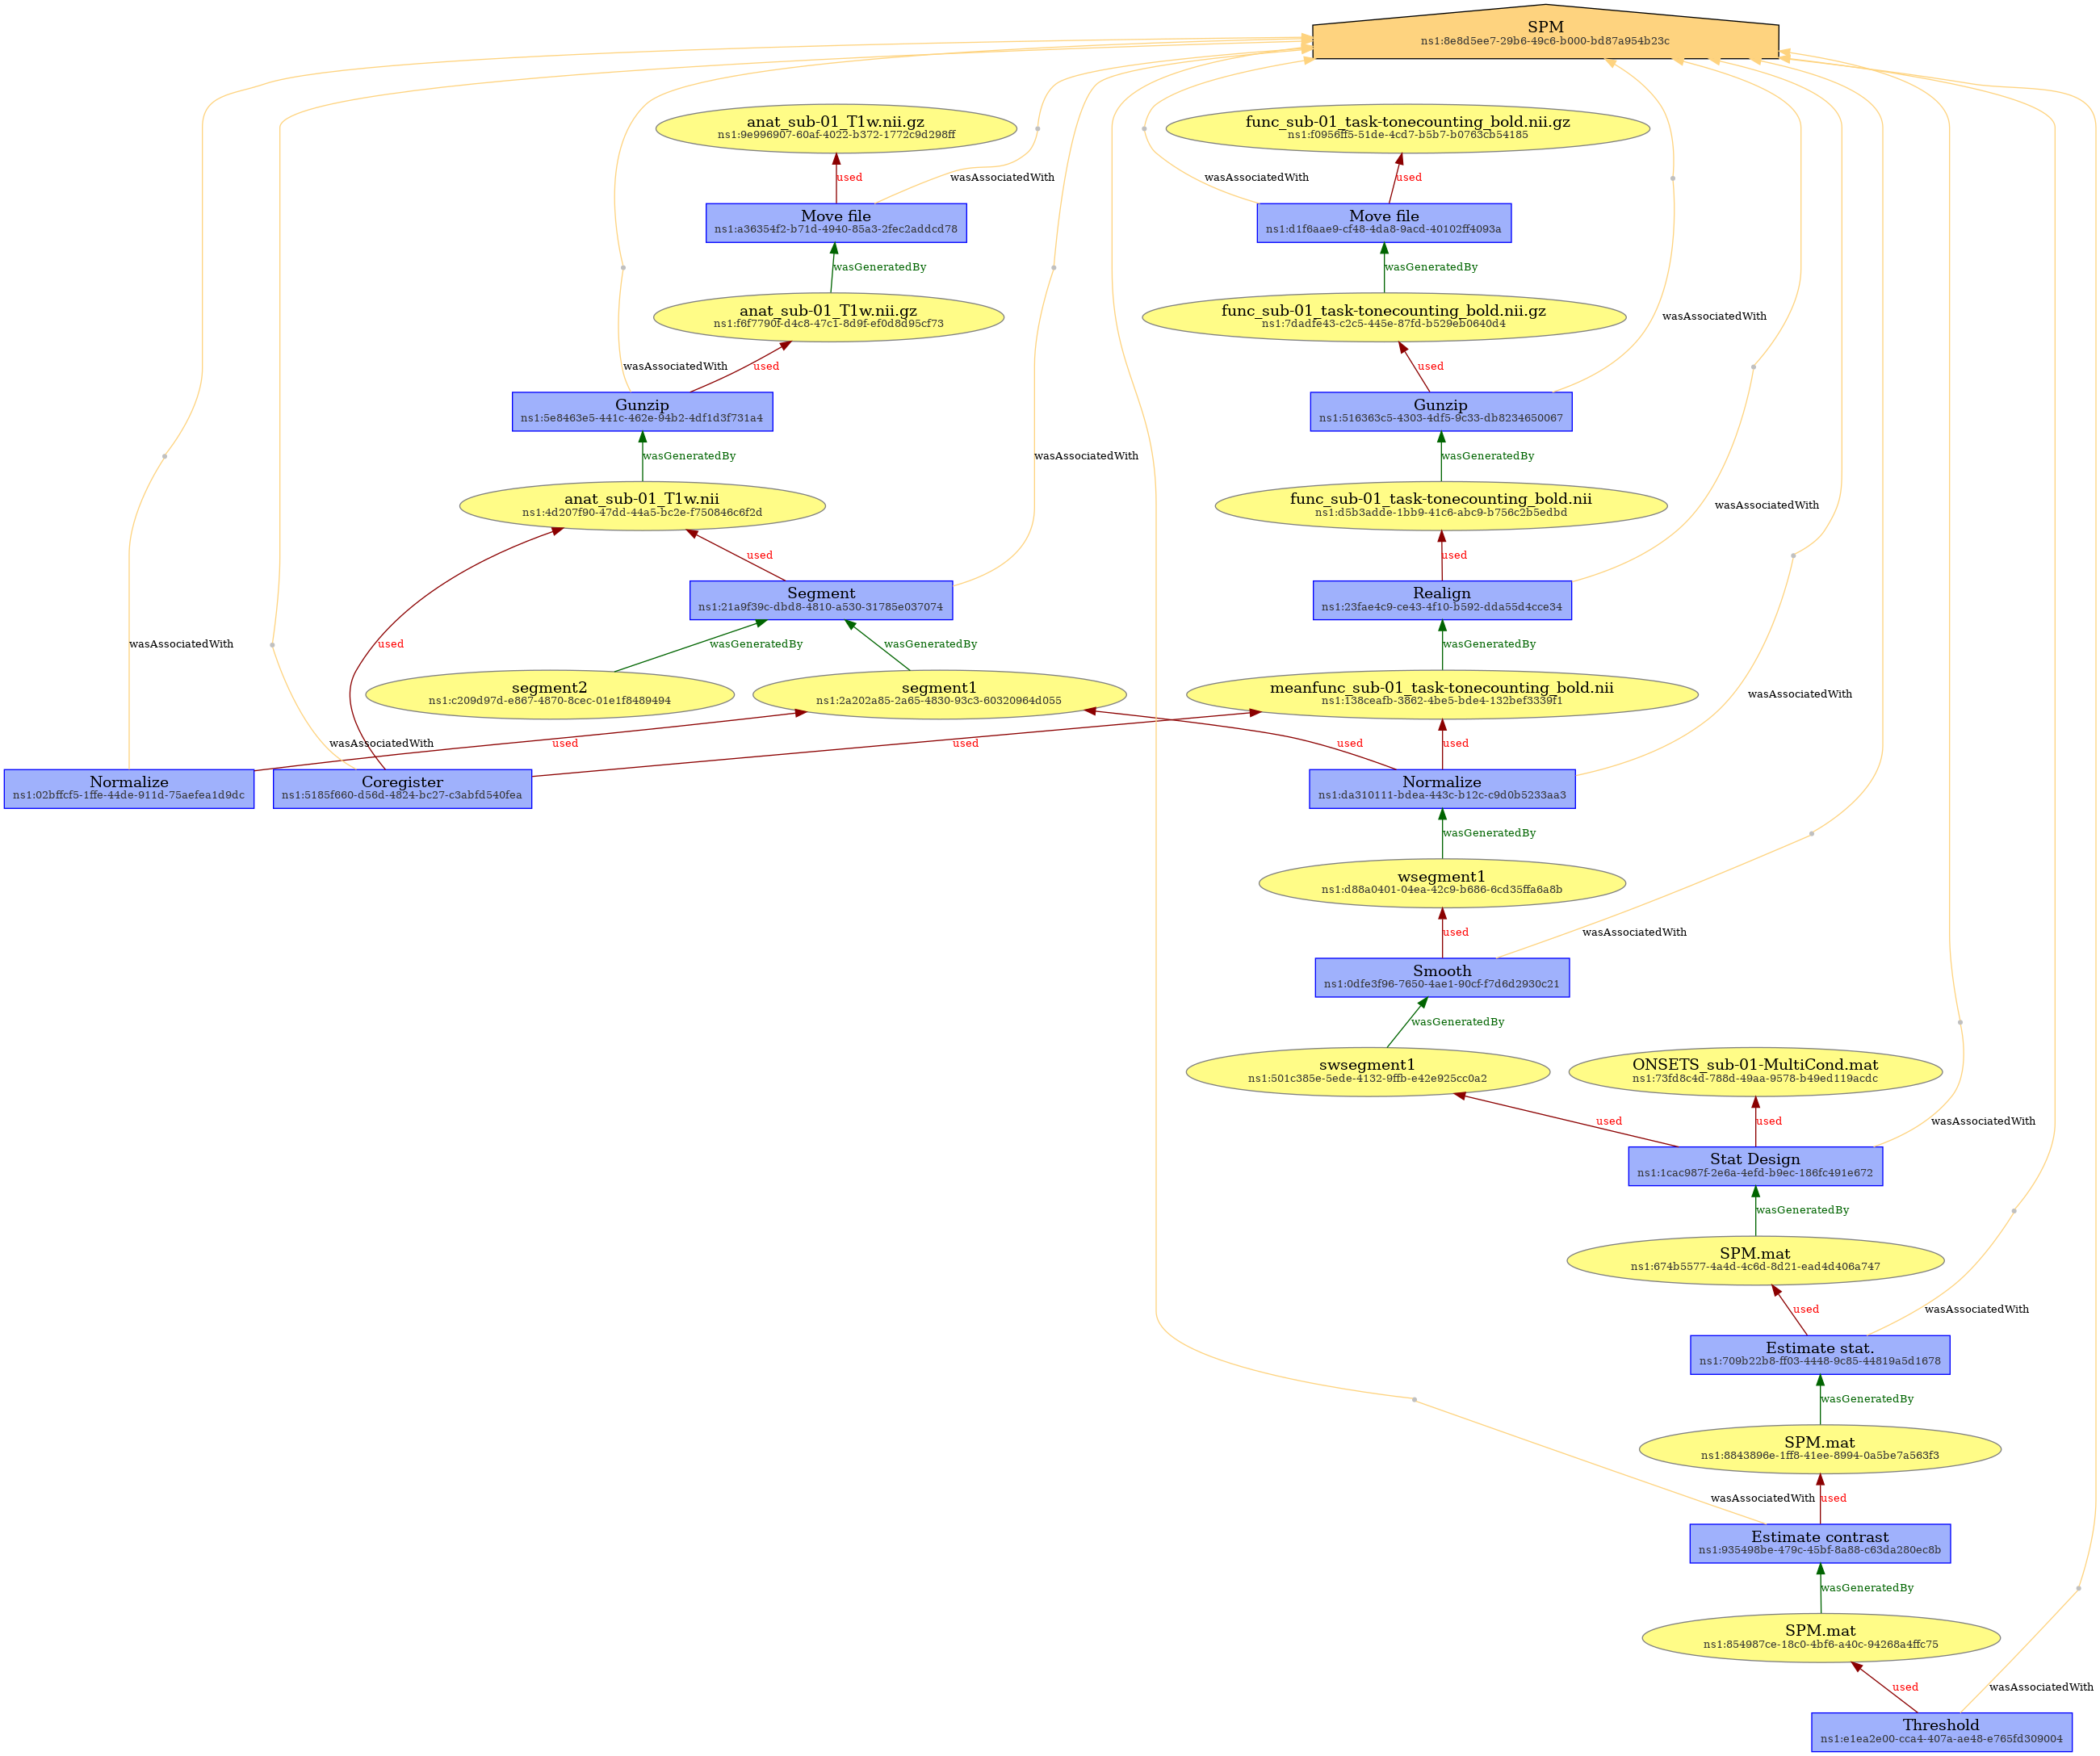 SPM
ns1:8e8d5ee7-29b6-49c6-b000-bd87a954b23c
anat_sub-01_T1w.nii.gz
ns1:9e996907-60af-4022-b372-1772c9d298ff
func_sub-01_task-tonecounting_bold.nii.gz
ns1:f0956ff5-51de-4cd7-b5b7-b0763cb54185
used
wasAssociatedWith
wasAssociatedWith
used
Move file
ns1:a36354f2-b71d-4940-85a3-2fec2addcd78
Move file
ns1:d1f6aae9-cf48-4da8-9acd-40102ff4093a
wasGeneratedBy
wasGeneratedBy
anat_sub-01_T1w.nii.gz
ns1:f6f7790f-d4c8-47c1-8d9f-ef0d8d95cf73
func_sub-01_task-tonecounting_bold.nii.gz
ns1:7dadfe43-c2c5-445e-87fd-b529eb0640d4
wasAssociatedWith
wasAssociatedWith
used
used
Gunzip
ns1:5e8463e5-441c-462e-94b2-4df1d3f731a4
Gunzip
ns1:516363c5-4303-4df5-9c33-db8234650067
wasGeneratedBy
wasAssociatedWith
wasGeneratedBy
anat_sub-01_T1w.nii
ns1:4d207f90-47dd-44a5-bc2e-f750846c6f2d
func_sub-01_task-tonecounting_bold.nii
ns1:d5b3adde-1bb9-41c6-abc9-b756c2b5edbd
wasAssociatedWith
used
used
Segment
ns1:21a9f39c-dbd8-4810-a530-31785e037074
Realign
ns1:23fae4c9-ce43-4f10-b592-dda55d4cce34
wasAssociatedWith
used
wasGeneratedBy
wasGeneratedBy
wasGeneratedBy
segment2
ns1:c209d97d-e867-4870-8cec-01e1f8489494
segment1
ns1:2a202a85-2a65-4830-93c3-60320964d055
meanfunc_sub-01_task-tonecounting_bold.nii
ns1:138ceafb-3862-4be5-bde4-132bef3339f1
wasAssociatedWith
wasAssociatedWith
used
used
used
used
Normalize
ns1:02bffcf5-1ffe-44de-911d-75aefea1d9dc
Coregister
ns1:5185f660-d56d-4824-bc27-c3abfd540fea
Normalize
ns1:da310111-bdea-443c-b12c-c9d0b5233aa3
wasGeneratedBy
wsegment1
ns1:d88a0401-04ea-42c9-b686-6cd35ffa6a8b
used
wasAssociatedWith
Smooth
ns1:0dfe3f96-7650-4ae1-90cf-f7d6d2930c21
wasGeneratedBy
swsegment1
ns1:501c385e-5ede-4132-9ffb-e42e925cc0a2
ONSETS_sub-01-MultiCond.mat
ns1:73fd8c4d-788d-49aa-9578-b49ed119acdc
used
used
wasAssociatedWith
Stat Design
ns1:1cac987f-2e6a-4efd-b9ec-186fc491e672
wasGeneratedBy
SPM.mat
ns1:674b5577-4a4d-4c6d-8d21-ead4d406a747
used
wasAssociatedWith
Estimate stat.
ns1:709b22b8-ff03-4448-9c85-44819a5d1678
wasGeneratedBy
SPM.mat
ns1:8843896e-1ff8-41ee-8994-0a5be7a563f3
wasAssociatedWith
used
Estimate contrast
ns1:935498be-479c-45bf-8a88-c63da280ec8b
wasGeneratedBy
SPM.mat
ns1:854987ce-18c0-4bf6-a40c-94268a4ffc75
used
wasAssociatedWith
Threshold
ns1:e1ea2e00-cca4-407a-ae48-e765fd309004